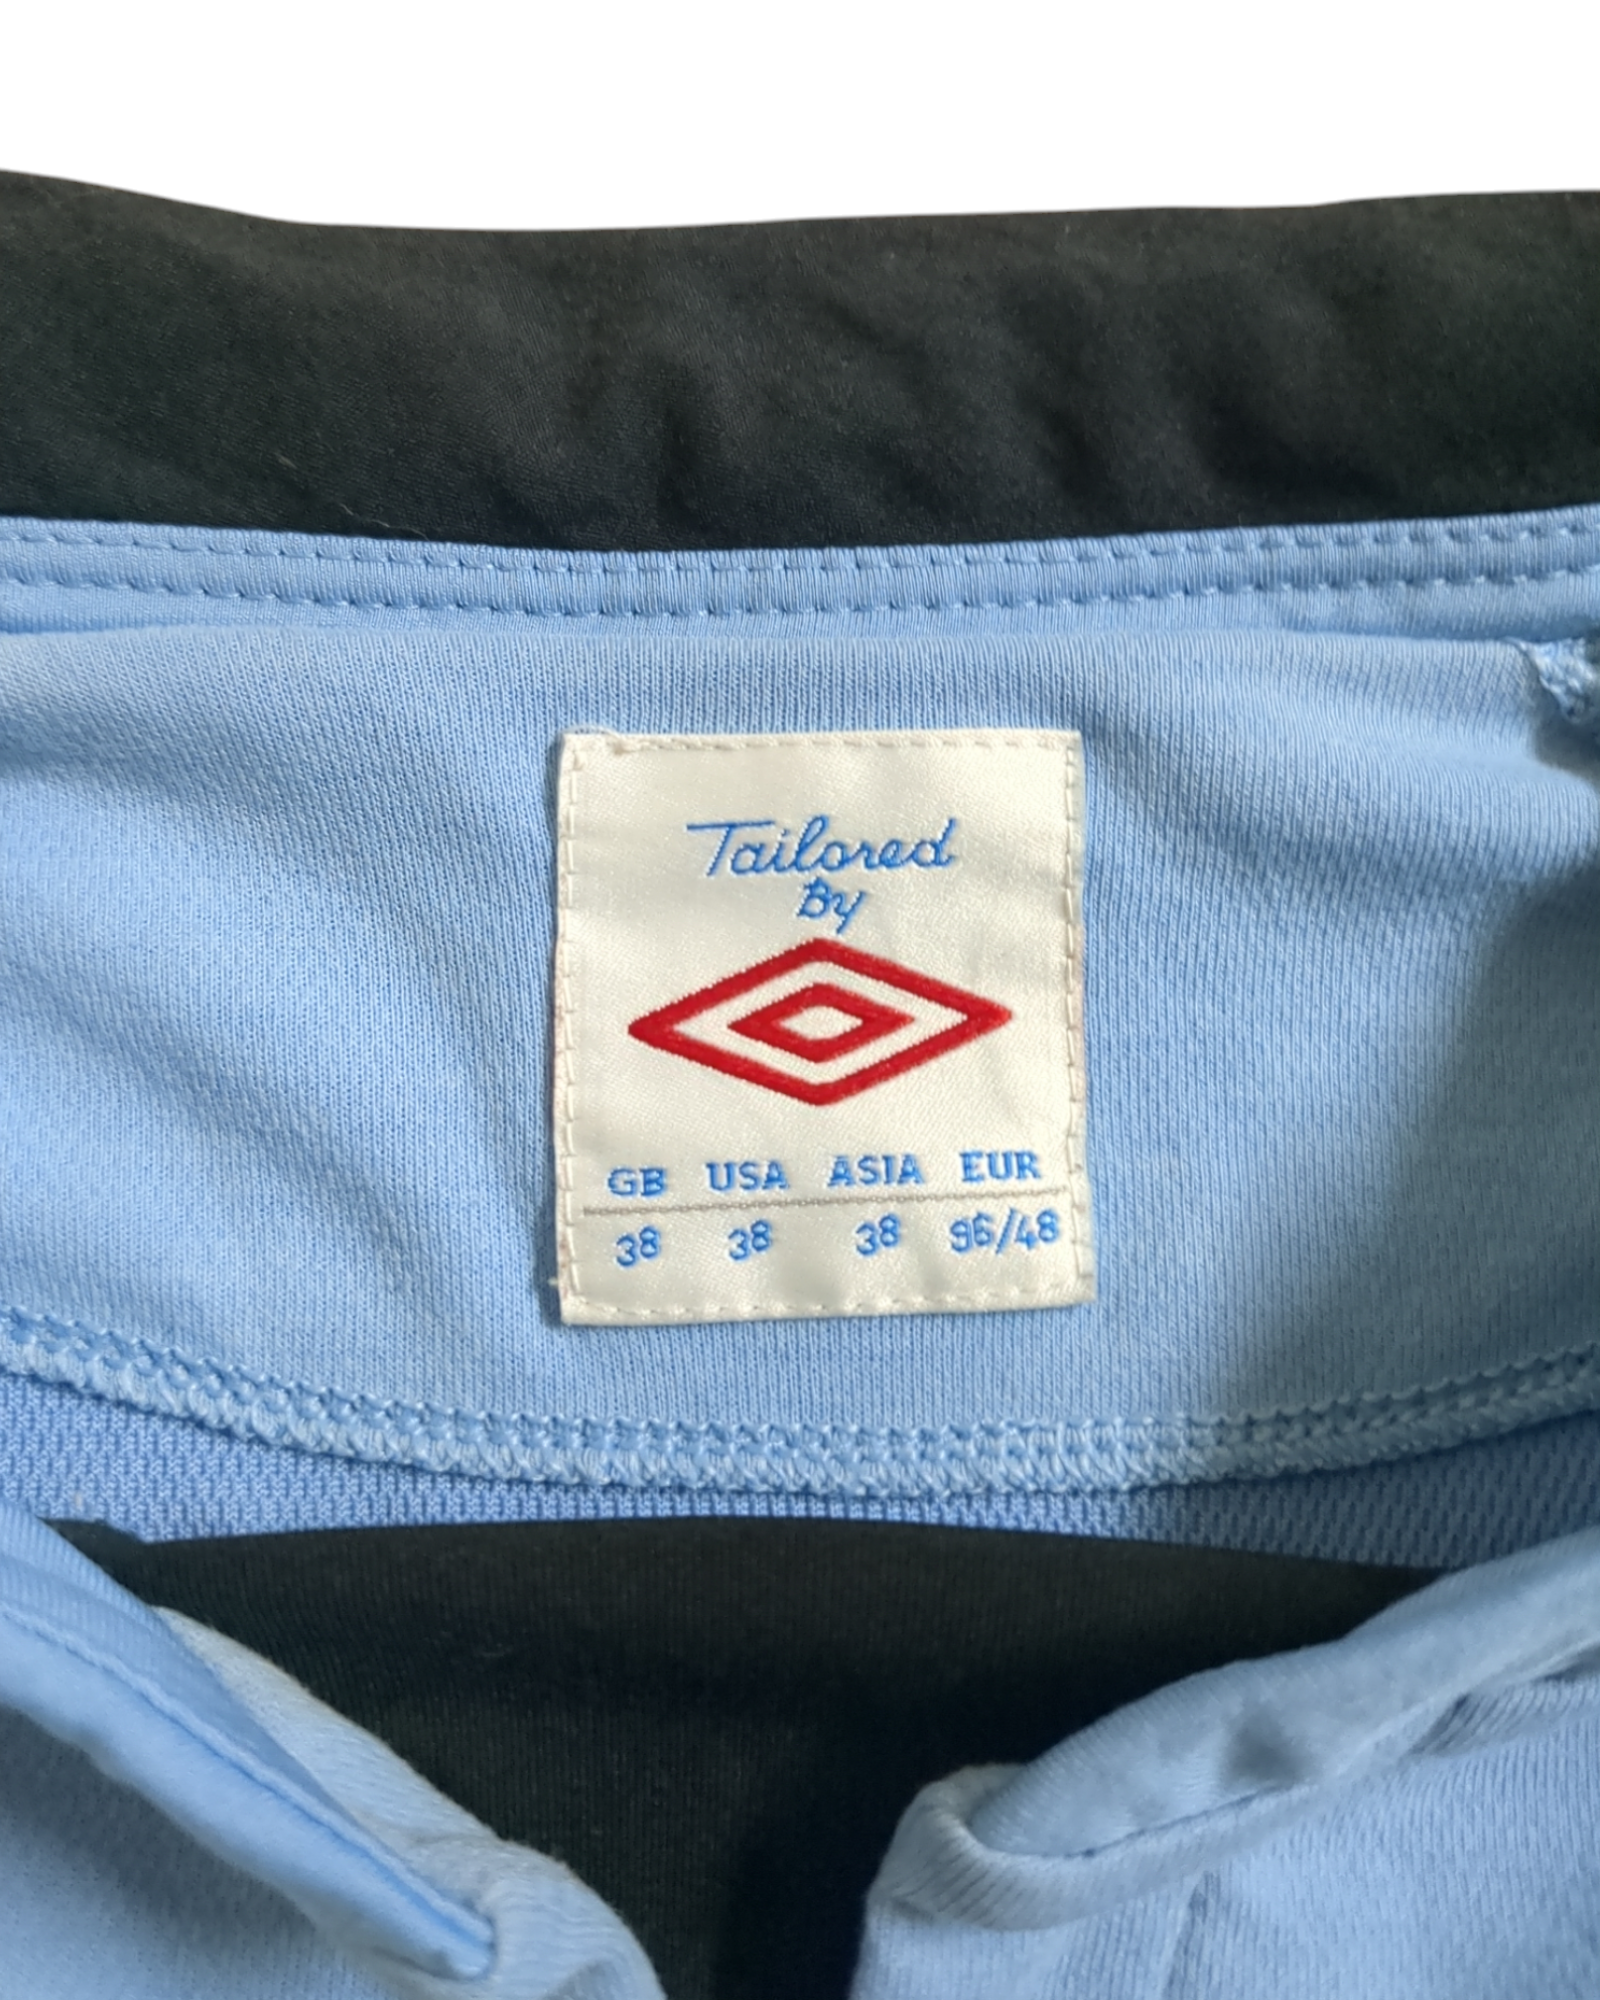 Tailored
By
GB USA ASIA EUR
38 38 38 96/48